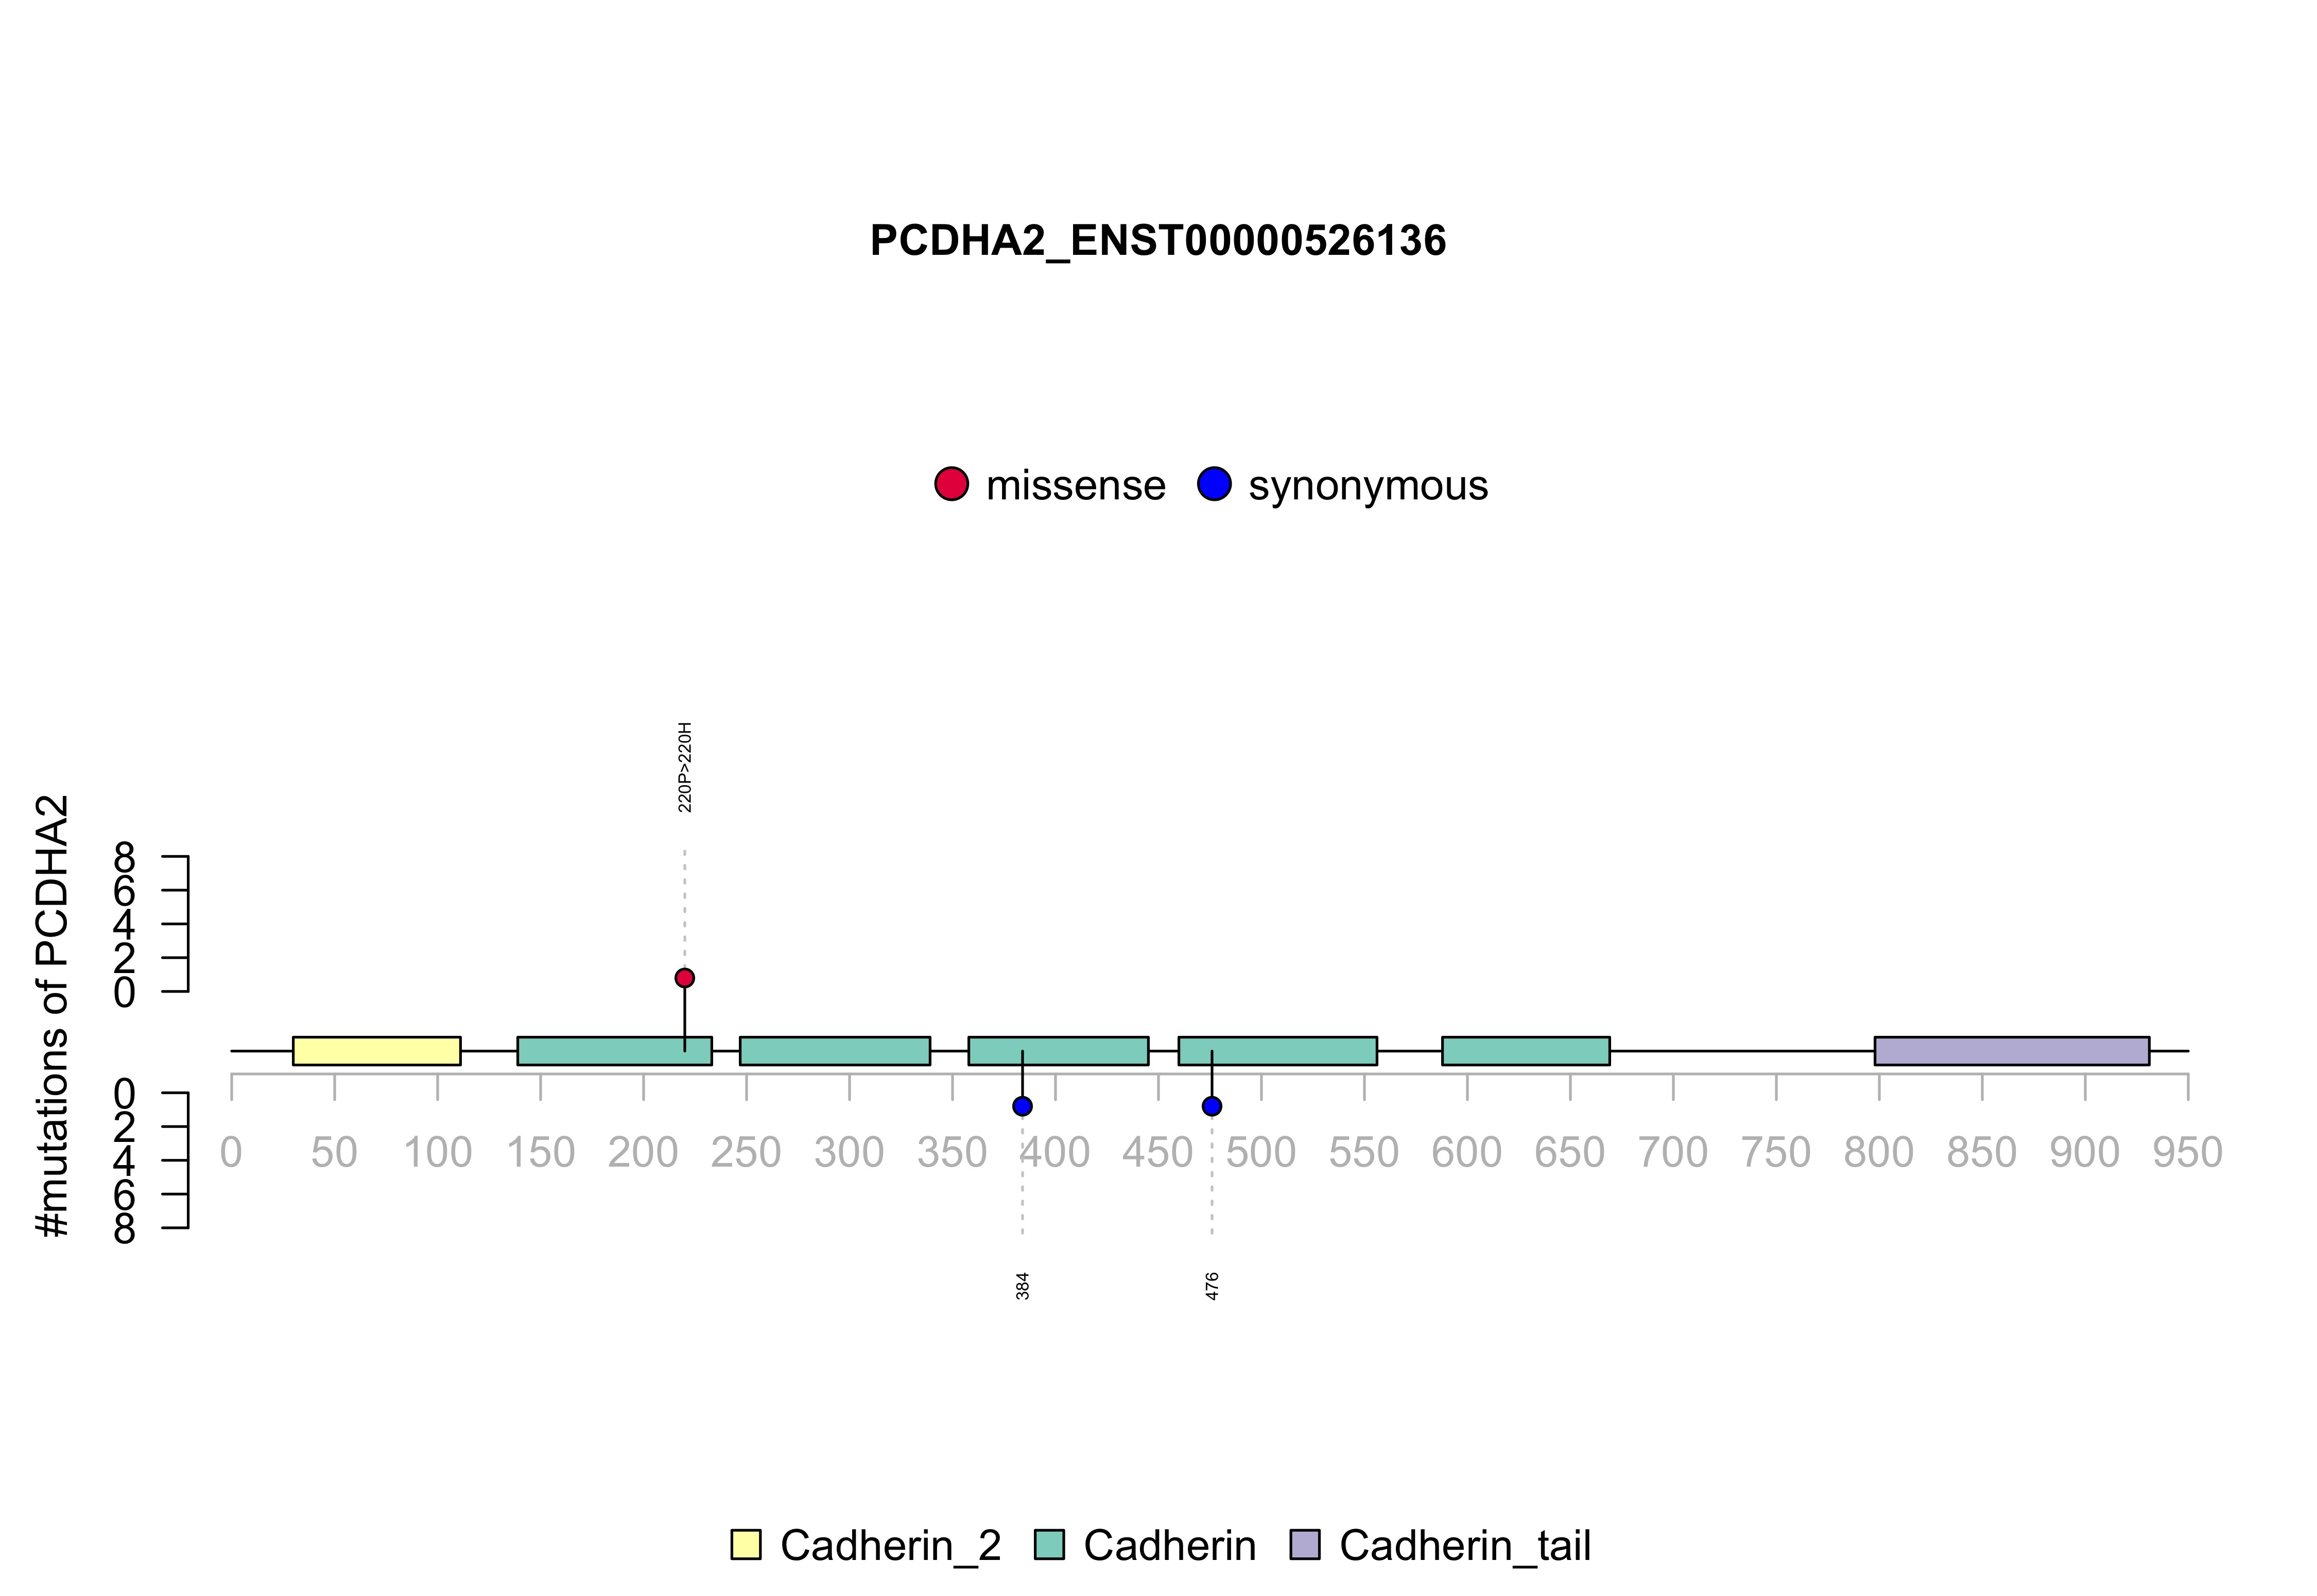 PCDHA2_ENST00000526136
missense synonymous
220P>220H
#mutations of PCDHA2
8
6
4
2
0
0
2
4
6
8
0 50 100 150 200 250 300 350 400 450 500 550 600 650 700 750 800 850 900 950
384 476
Cadherin_2 Cadherin Cadherin_tail